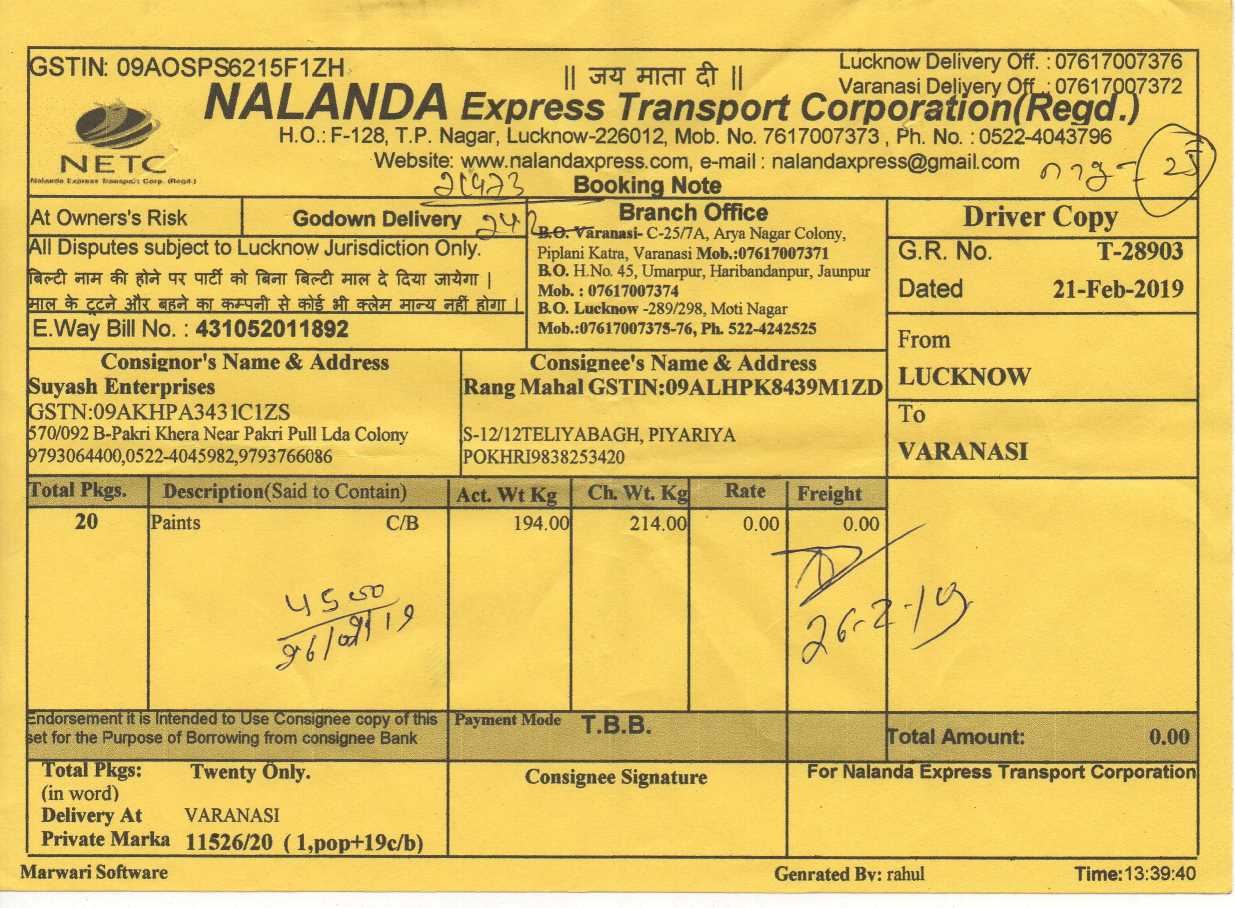 GSTIN: 09AOSPS6215F1ZH
|| जय माता दी ||
Lucknow Delivery Off. : 07617007376
Varanasi Delivery Off. : 07617007372
NALANDA Express Transport Corporation(Regd.)
H.O.: F-128, T.P. Nagar, Lucknow-226012, Mob. No. 7617007373 , Ph. No. : 0522-4043796
Website: www.nalandaxpress.com, e-mail : nalandaxpress@gmail.com
NETC
Nalanda Express Transport Corp. (Regd.)
21973
Booking Note
At Owners's Risk
Godown Delivery
242
Branch Office
Driver Copy
All Disputes subject to Lucknow Jurisdiction Only.
बिल्टी नाम की होने पर पार्टी को बिना बिल्टी माल दे दिया जायेगा |
माल के टूटने और बहने का कम्पनी से कोई भी क्लेम मान्य नहीं होगा |
E.Way Bill No. : 431052011892
B.O. Varanasi- C-25/7A, Arya Nagar Colony,
Piplani Katra, Varanasi Mob.:07617007371
B.O. H.No. 45, Umarpur, Haribandanpur, Jaunpur
Mob. : 07617007374
B.O. Lucknow -289/298, Moti Nagar
Mob.:07617007375-76, Ph. 522-4242525
G.R. No. T-28903
Dated 21-Feb-2019
From
LUCKNOW
To
VARANASI
Consignor's Name & Address
Suyash Enterprises
GSTN:09AKHPA3431C1ZS
570/092 B-Pakri Khera Near Pakri Pull Lda Colony
9793064400,0522-4045982,9793766086
Consignee's Name & Address
Rang Mahal GSTIN:09ALHPK8439M1ZD
S-12/12TELIYABAGH, PIYARIYA
POKHRI9838253420
Total Pkgs. Description(Said to Contain) Act. Wt Kg Ch. Wt. Kg Rate Freight
20 Paints C/B 194.00 214.00 0.00 0.00
4500
26-2-19
Endorsement it is Intended to Use Consignee copy of this
set for the Purpose of Borrowing from consignee Bank
Payment Mode T.B.B.
Total Amount: 0.00
Total Pkgs: Twenty Only.
(in word)
Delivery At VARANASI
Private Marka 11526/20 ( 1,pop+19c/b)
Consignee Signature
For Nalanda Express Transport Corporation
Marwari Software
Genrated By: rahul
Time:13:39:40